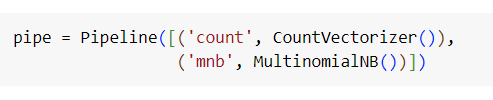 pipe = Pipeline([('count', CountVectorizer()),
('mnb', MultinomialNB())])